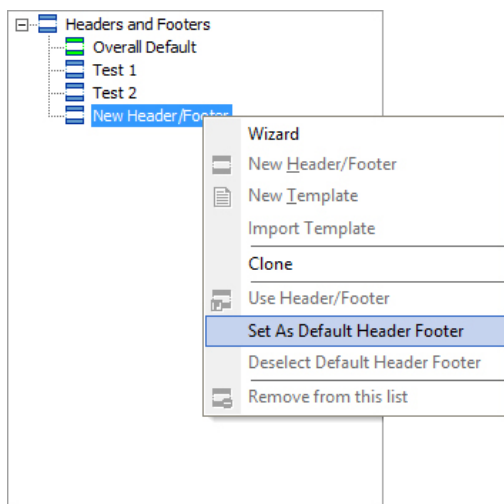 Headers and Footers
Overall Default
Test 1
Test 2
New Header/Footer
Wizard
New Header/Footer
New Template
Import Template
Clone
Use Header/Footer
Set As Default Header Footer
Deselect Default Header Footer
Remove from this list